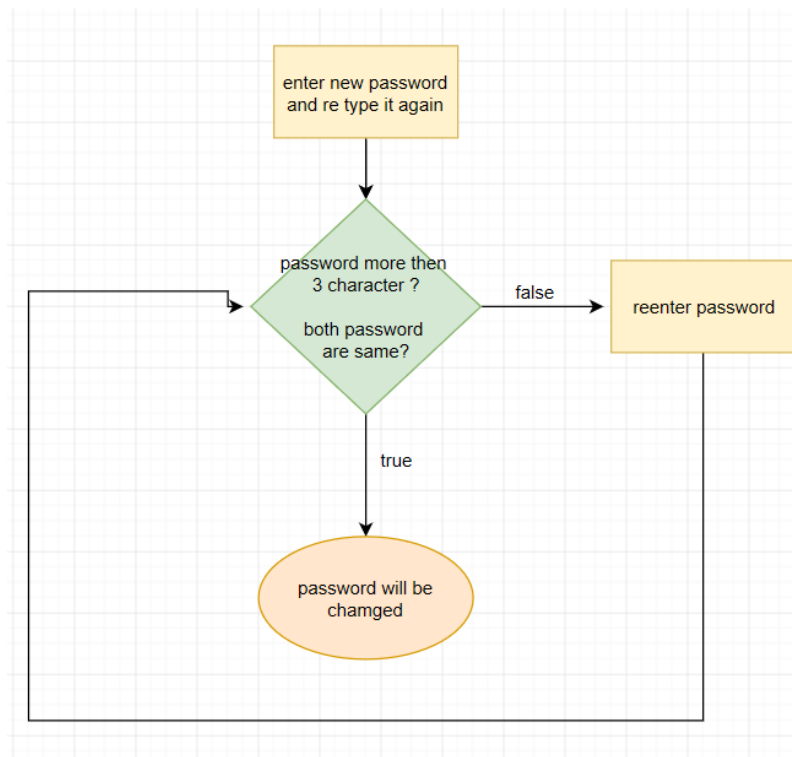 enter new password
and re type it again
password more then
3 character ?
both password
are same?
false
reenter password
true
password will be
chamged